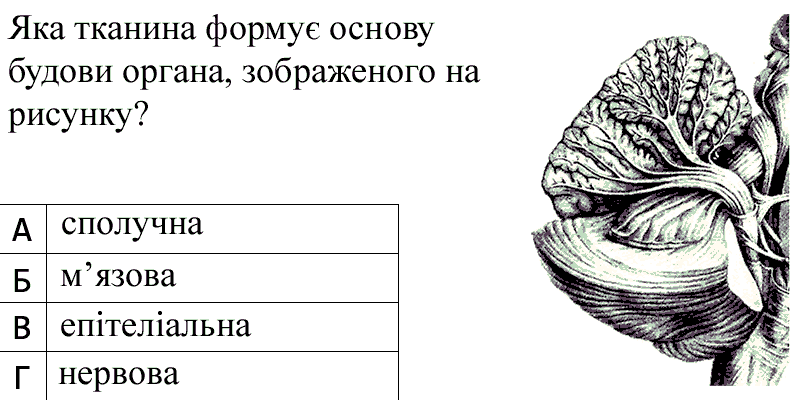 Яка тканина формує основу
будови органа, зображеного на
рисунку?
А сполучна
Б м’язова
В епітеліальна
Г нервова